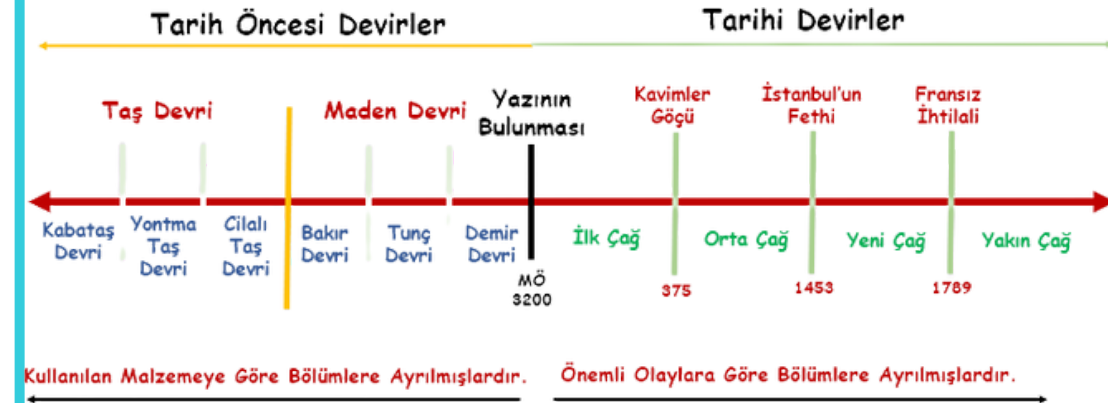 Tarih Öncesi Devirler
Tarihi Devirler
Taş Devri
Maden Devri
Yazının
Bulunması
Kavimler
Göçü
İstanbul'un
Fethi
Fransız
İhtilali
Kabataş
Devri
Yontma
Taş
Devri
Cilalı
Taş
Devri
Bakır
Devri
Tunç
Devri
Demir
Devri
İlk Çağ
Orta Çağ
Yeni Çağ
Yakın Çağ
MÖ
3200
375
1453
1789
Kullanılan Malzemeye Göre Bölümlere Ayrılmışlardır.
Önemli Olaylara Göre Bölümlere Ayrılmışlardır.